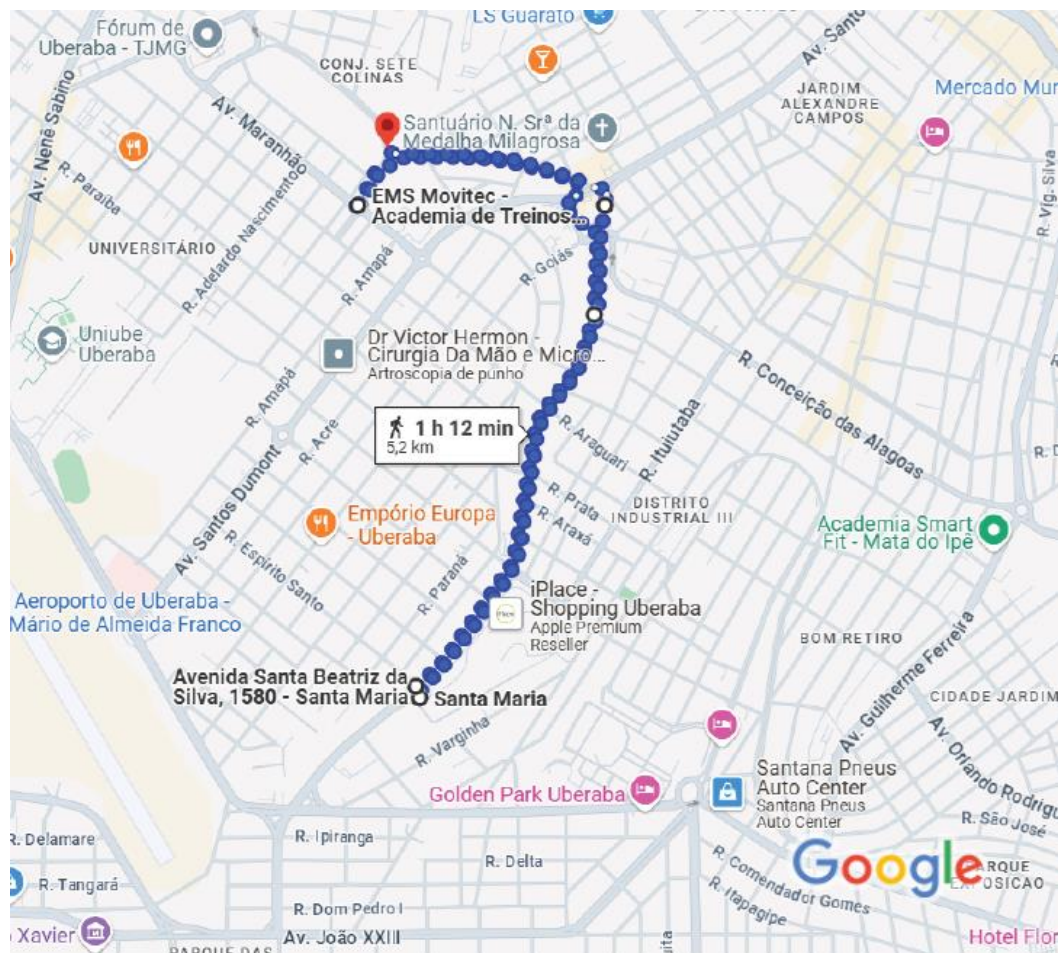 LS Guarato
Fórum de
Uberaba - TJMG
CONJ. SETE
COLINAS
Av. Santo
Mercado Mun
JARDIM
ALEXANDRE
CAMPOS
Av. Nenê Sabino
Av. Maranhão
Santuário N. Srª da
Medalha Milagrosa
R. Paraíba
EMS Movitec -
Academia de Treinos...
R. Vig. Silva
UNIVERSITÁRIO
R. Adelardo Nascimento
R. Amapá
R. Goiás
Uniube
Uberaba
Dr Victor Hermon -
Cirurgia Da Mão e Micro...
Artroscopia de punho
R. Amapá
R. Acre
1 h 12 min
5,2 km
R. Conceição das Alagoas
R. Araguari
R. Ituiutaba
R. D
Av. Santos Dumont
R. Prata
R. Araxá
DISTRITO
INDUSTRIAL III
Empório Europa
- Uberaba
Academia Smart
Fit - Mata do Ipê
R. Espírito Santo
R. Paraná
iPlace -
Shopping Uberaba
Apple Premium
Reseller
Aeroporto de Uberaba -
Mário de Almeida Franco
BOM RETIRO
Av. Guilherme Ferreira
Avenida Santa Beatriz da
Silva, 1580 - Santa Maria
Santa Maria
CIDADE JARDIM
R. Varginha
Av. Orlando Rodrigu
Golden Park Uberaba
Santana Pneus
Auto Center
Santana Pneus
Auto Center
R. Delamare
R. Ipiranga
R. São José
R. Delta
Google
PARQUE
EXPOSICAO
R. Tangará
R. Comendador Gomes
R. Itapagipe
R. Dom Pedro I
Xavier
Av. João XXIII
Hotel Flor
PARQUE DAS